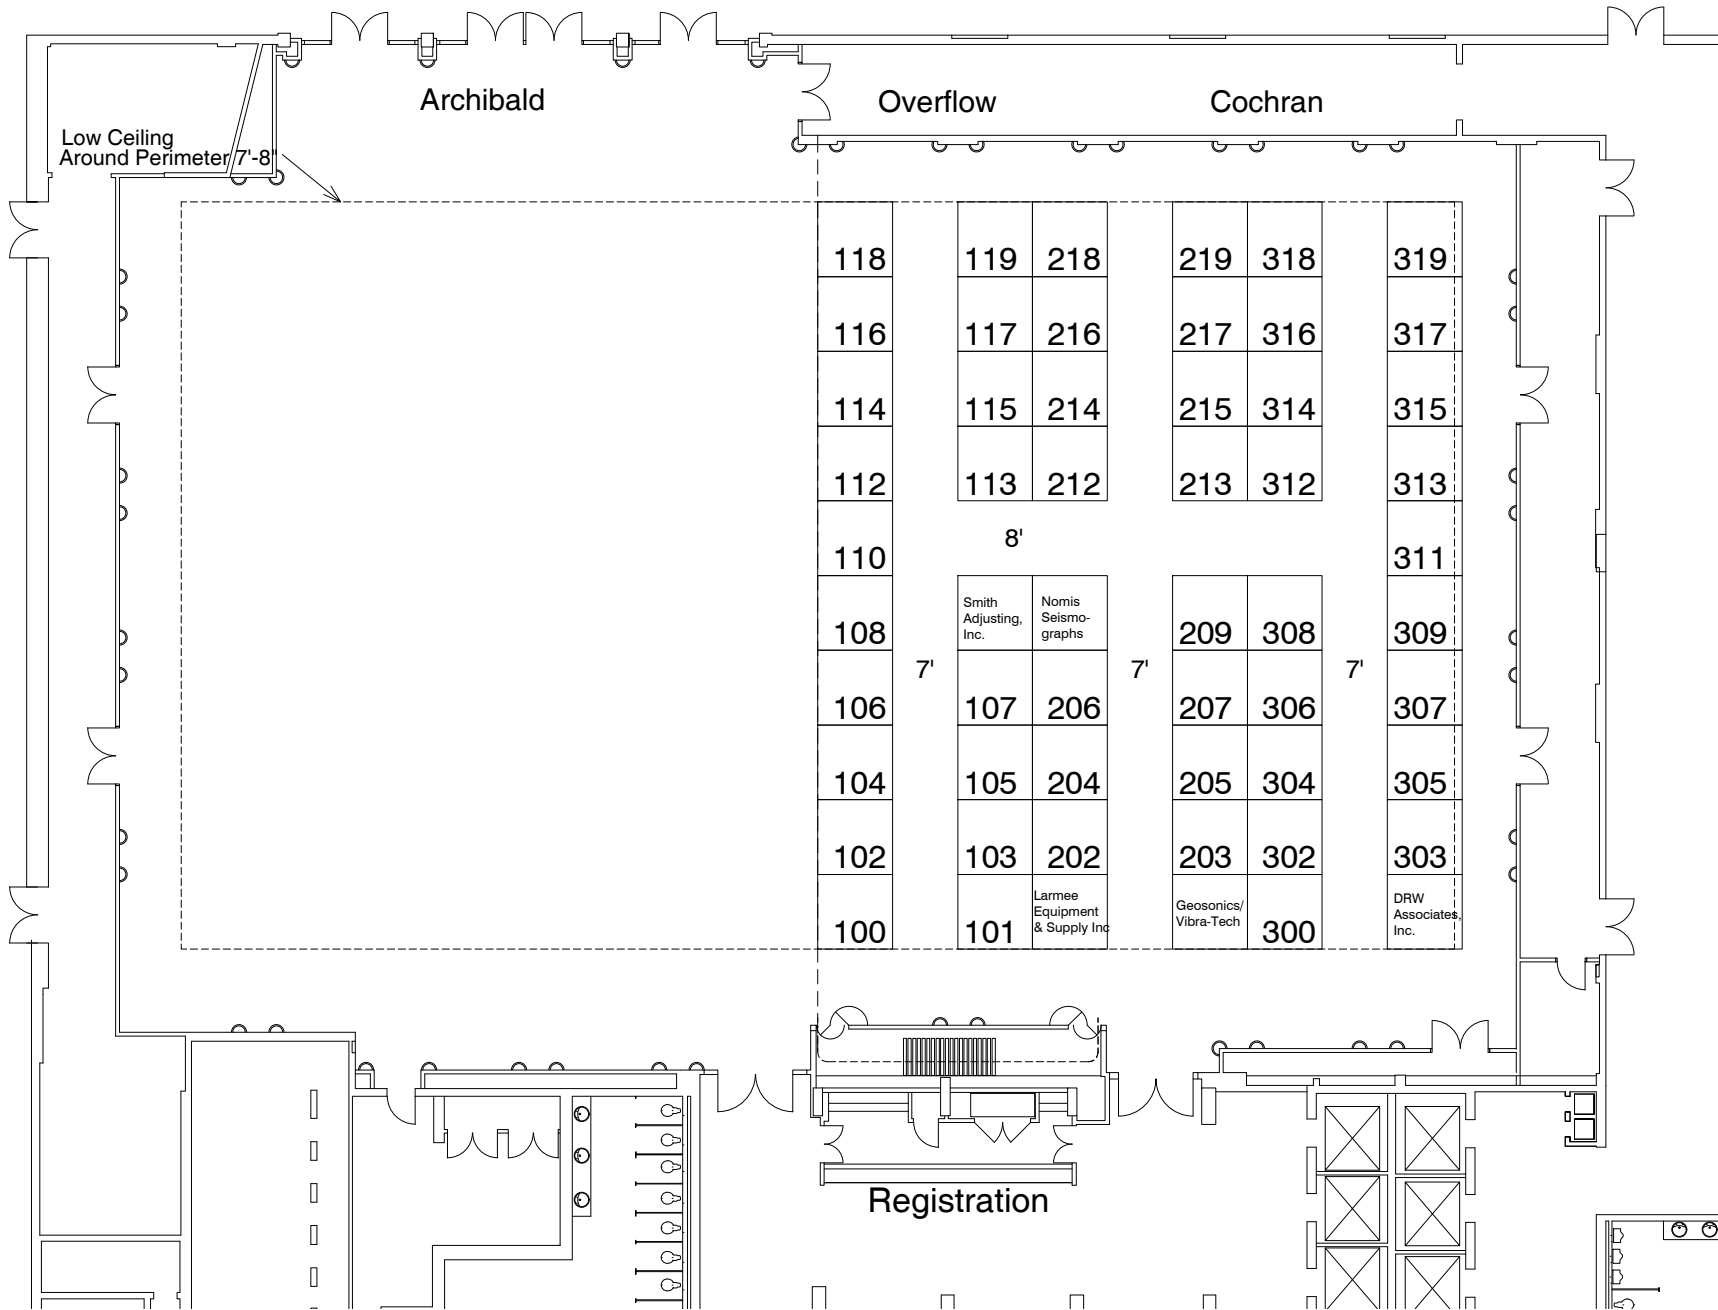 Archibald
Overflow
Cochran
Low Ceiling
Around Perimeter 7'-8"
118 119 218 219 318 319
116 117 216 217 316 317
114 115 214 215 314 315
112 113 212 213 312 313
8'
110 311
Smith
Adjusting,
Inc.
Nomis
Seismo-
graphs
108 209 308 309
7' 7' 7'
106 107 206 207 306 307
104 105 204 205 304 305
102 103 202 203 302 303
Larmee
Equipment
& Supply Inc
Geosonics/
Vibra-Tech
DRW
Associates,
Inc.
100 101 300
Registration